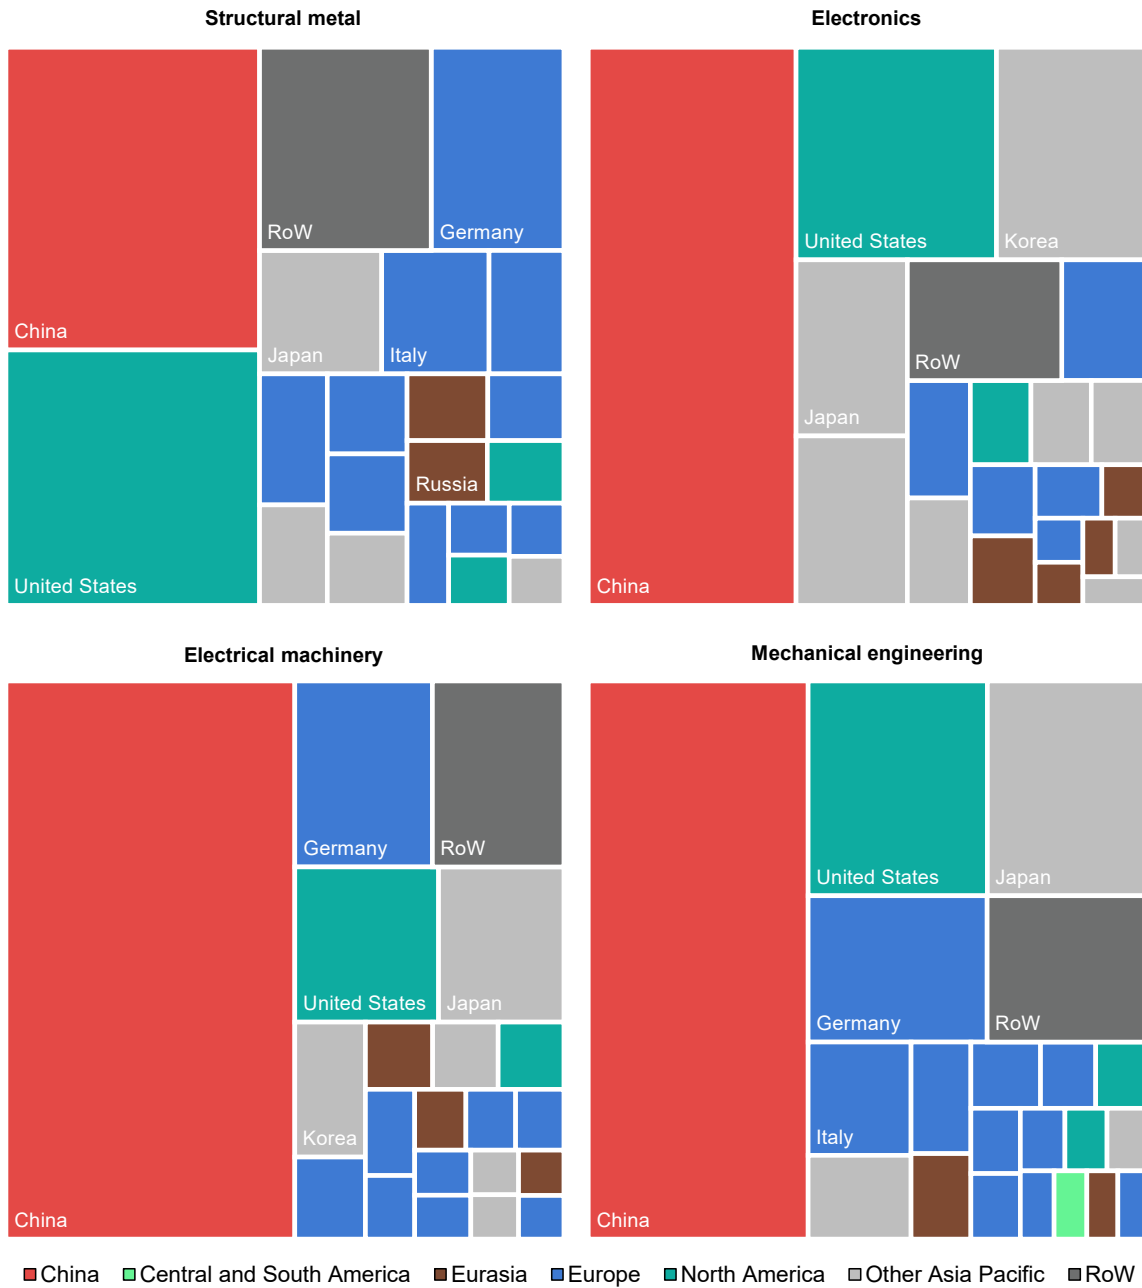 Structural metal
Electronics
RoW
Germany
China
Japan
Italy
Russia
United States
United States
Korea
RoW
Japan
China
Electrical machinery
Mechanical engineering
Germany
RoW
United States
Japan
Korea
China
United States
Japan
Germany
RoW
Italy
China
China Central and South America Eurasia Europe North America Other Asia Pacific RoW